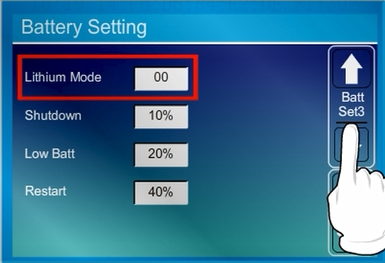 Battery Setting
Lithium Mode 00
Shutdown 10%
Low Batt 20%
Restart 40%
Batt
Set3